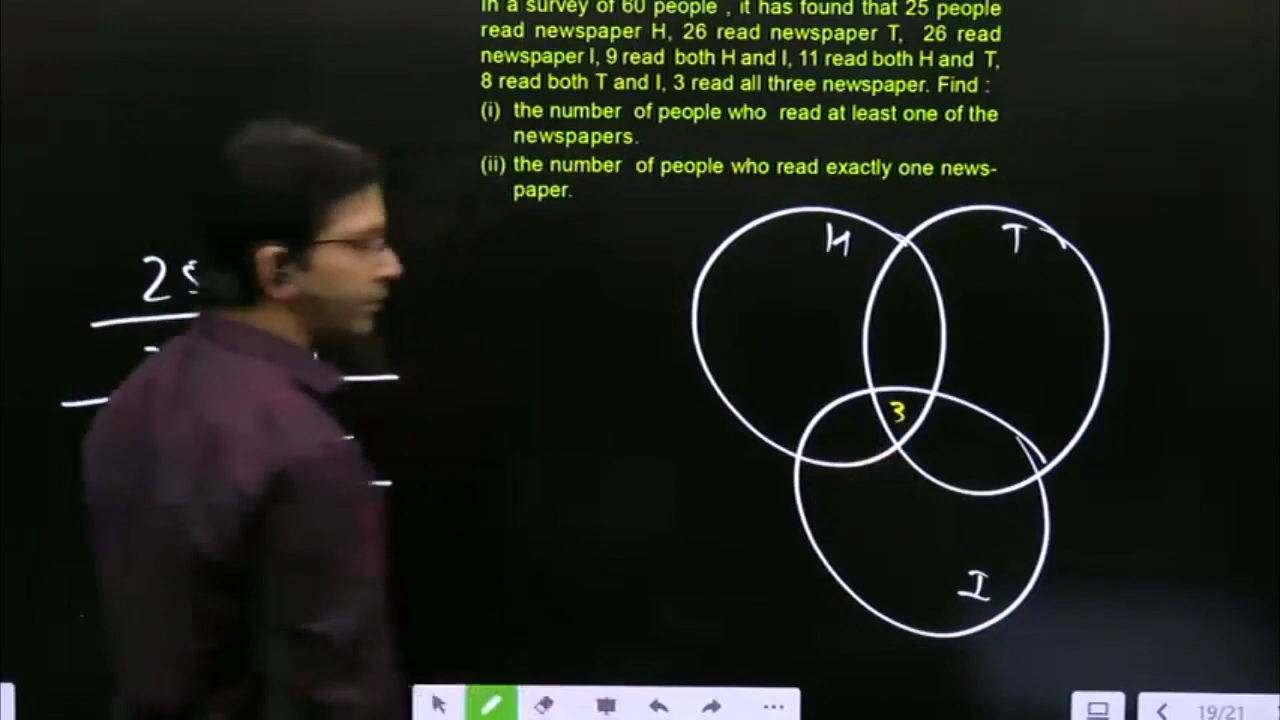 In a survey of 60 people , it has found that 25 people
read newspaper H, 26 read newspaper T, 26 read
newspaper I, 9 read both H and I, 11 read both H and T,
8 read both T and I, 3 read all three newspaper. Find :
(i) the number of people who read at least one of the
newspapers.
(ii) the number of people who read exactly one news-
paper.
H
T
25
3
I
19/21